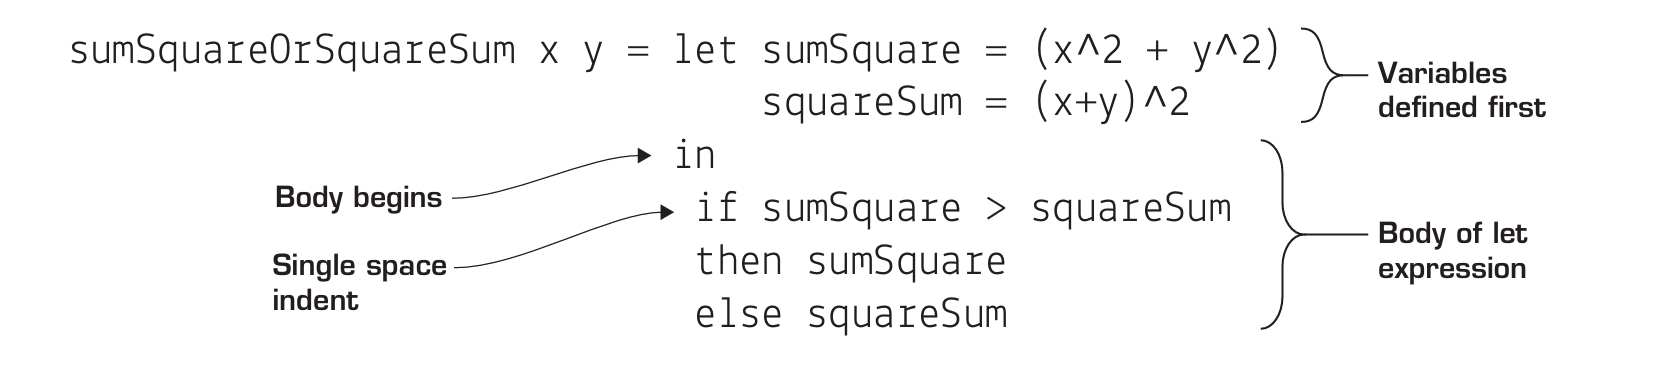 sumSquareOrSquareSum x y = let sumSquare = (x^2 + y^2)
squareSum = (x+y)^2
Variables
defined first
in
Body begins
if sumSquare > squareSum
Single space
indent
then sumSquare
else squareSum
Body of let
expression